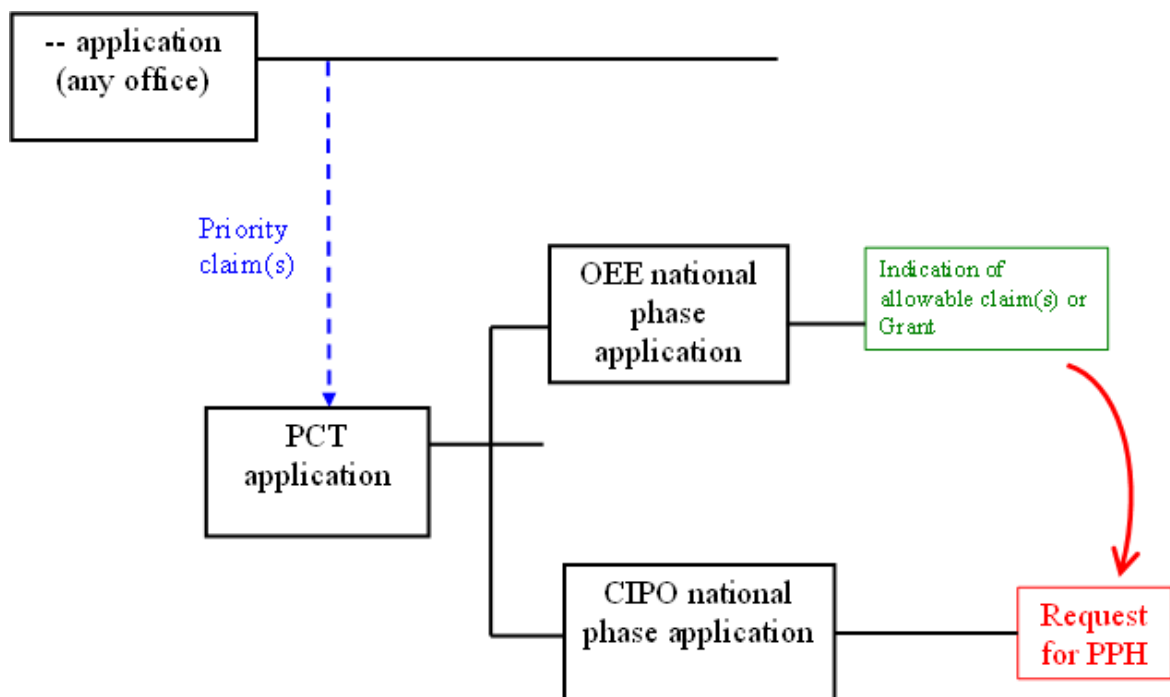 -- application
(any office)
Priority
claim(s)
OEE national
phase
application
Indication of
allowable claim(s) or
Grant
PCT
application
CIPO national
phase application
Request
for PPH